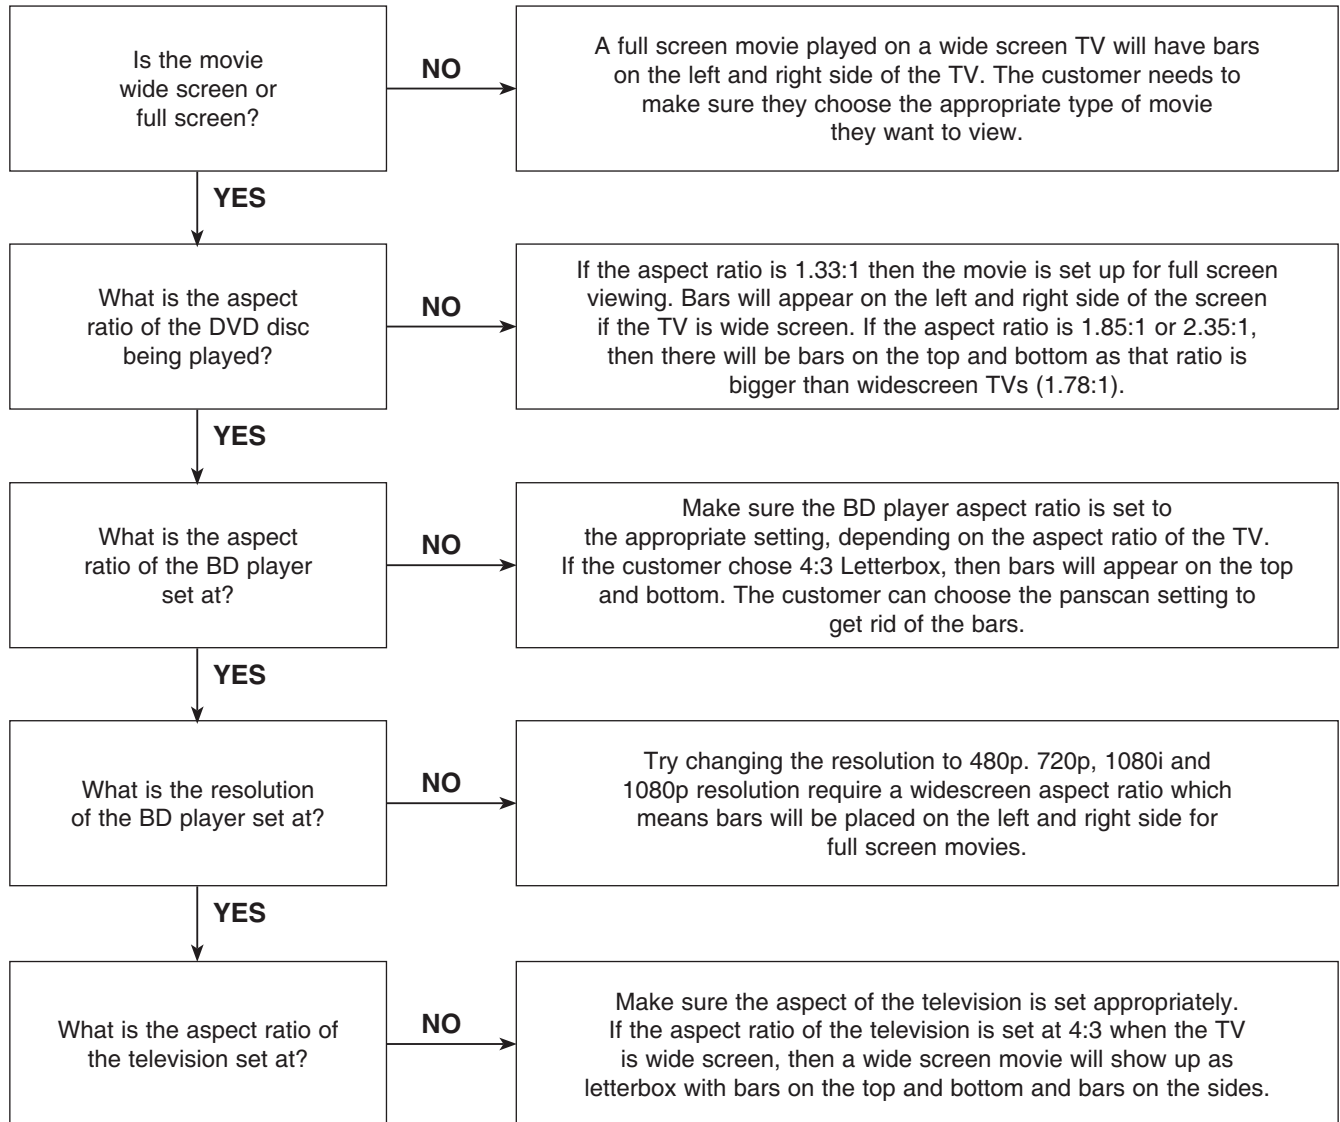 Is the movie
wide screen or
full screen?
NO
A full screen movie played on a wide screen TV will have bars
on the left and right side of the TV. The customer needs to
make sure they choose the appropriate type of movie
they want to view.
YES
What is the aspect
ratio of the DVD disc
being played?
NO
If the aspect ratio is 1.33:1 then the movie is set up for full screen
viewing. Bars will appear on the left and right side of the screen
if the TV is wide screen. If the aspect ratio is 1.85:1 or 2.35:1,
then there will be bars on the top and bottom as that ratio is
bigger than widescreen TVs (1.78:1).
YES
What is the aspect
ratio of the BD player
set at?
NO
Make sure the BD player aspect ratio is set to
the appropriate setting, depending on the aspect ratio of the TV.
If the customer chose 4:3 Letterbox, then bars will appear on the top
and bottom. The customer can choose the panscan setting to
get rid of the bars.
YES
What is the resolution
of the BD player set at?
NO
Try changing the resolution to 480p. 720p, 1080i and
1080p resolution require a widescreen aspect ratio which
means bars will be placed on the left and right side for
full screen movies.
YES
What is the aspect ratio of
the television set at?
NO
Make sure the aspect of the television is set appropriately.
If the aspect ratio of the television is set at 4:3 when the TV
is wide screen, then a wide screen movie will show up as
letterbox with bars on the top and bottom and bars on the sides.